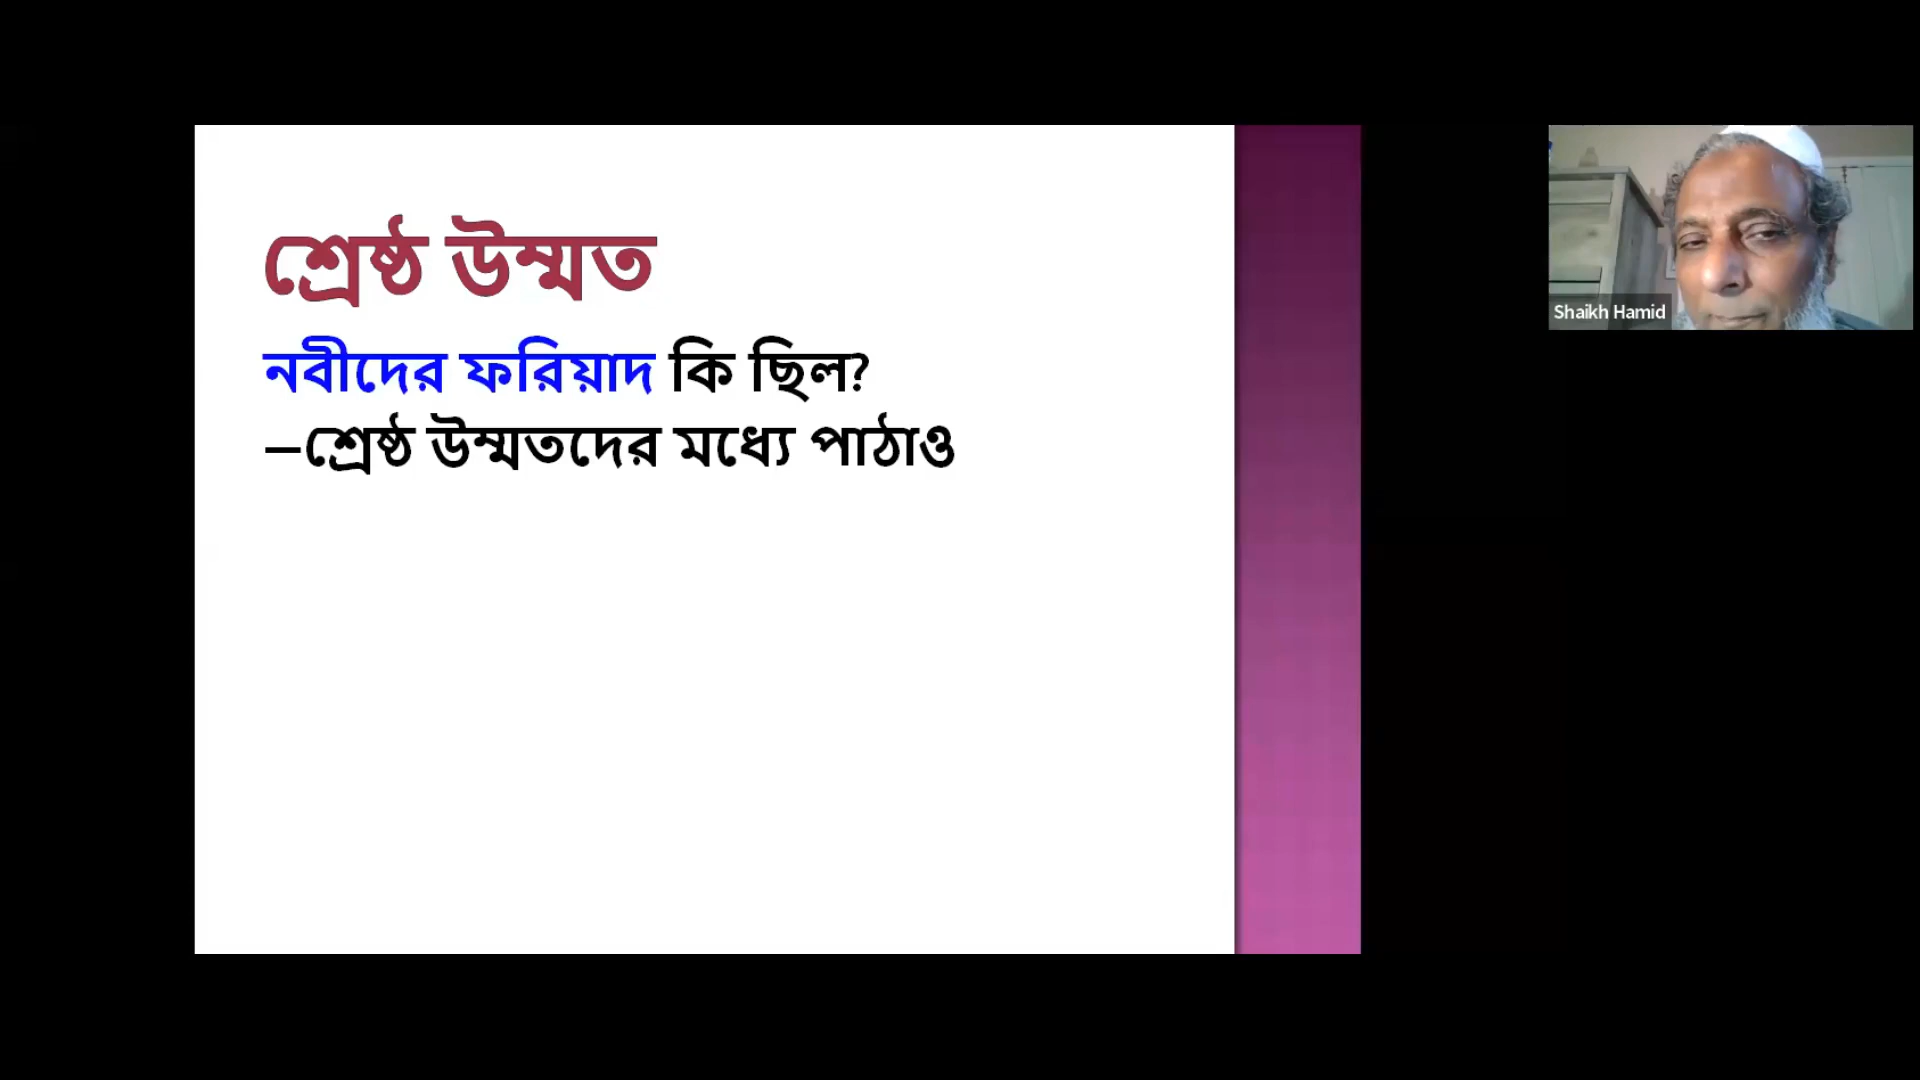 শ্রেষ্ঠ উম্মত
নবীদের ফরিয়াদ কি ছিল?
—শ্রেষ্ঠ উম্মতদের মধ্যে পাঠাও
Shaikh Hamid